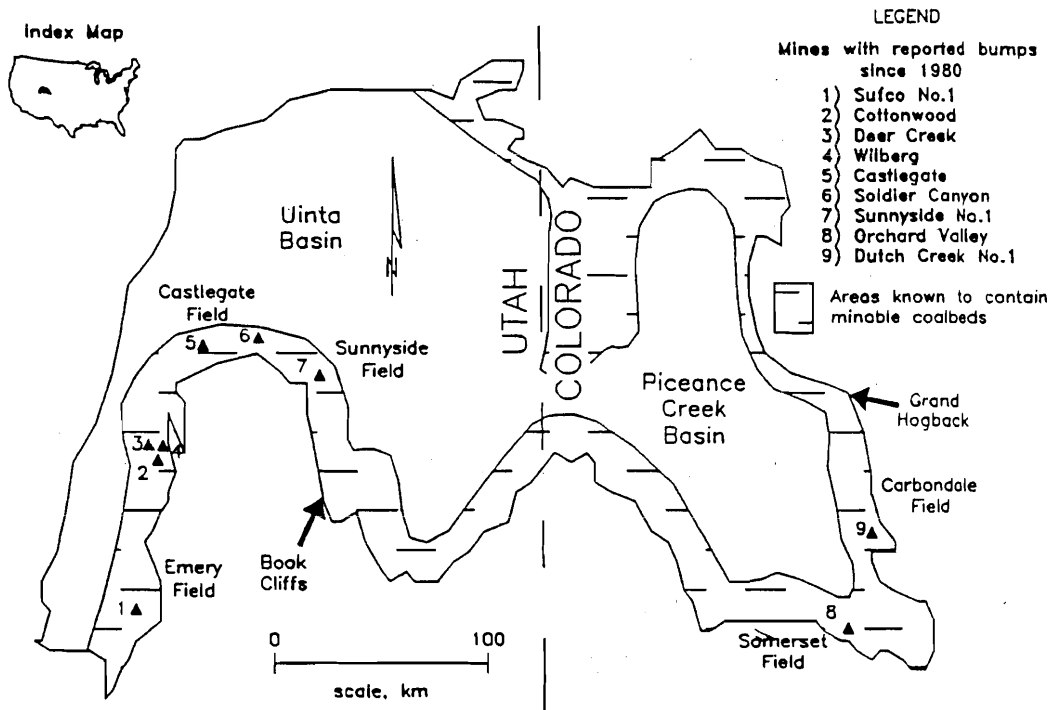 Index Map
LEGEND
Mines with reported bumps
since 1980
1) Sufco No.1
2) Cottonwood
3) Deer Creek
4) Wilberg
5) Castlegate
6) Soldier Canyon
7) Sunnyside No.1
8) Orchard Valley
9) Dutch Creek No.1
Areas known to contain
minable coalbeds
Uinta
Basin
N
UTAH
COLORADO
Castlegate
Field
5
6
Sunnyside
Field
7
Piceance
Creek
Basin
Grand
Hogback
3
4
2
Carbondale
Field
9
Book
Cliffs
Emery
Field
1
8
Somerset
Field
0
100
scale, km